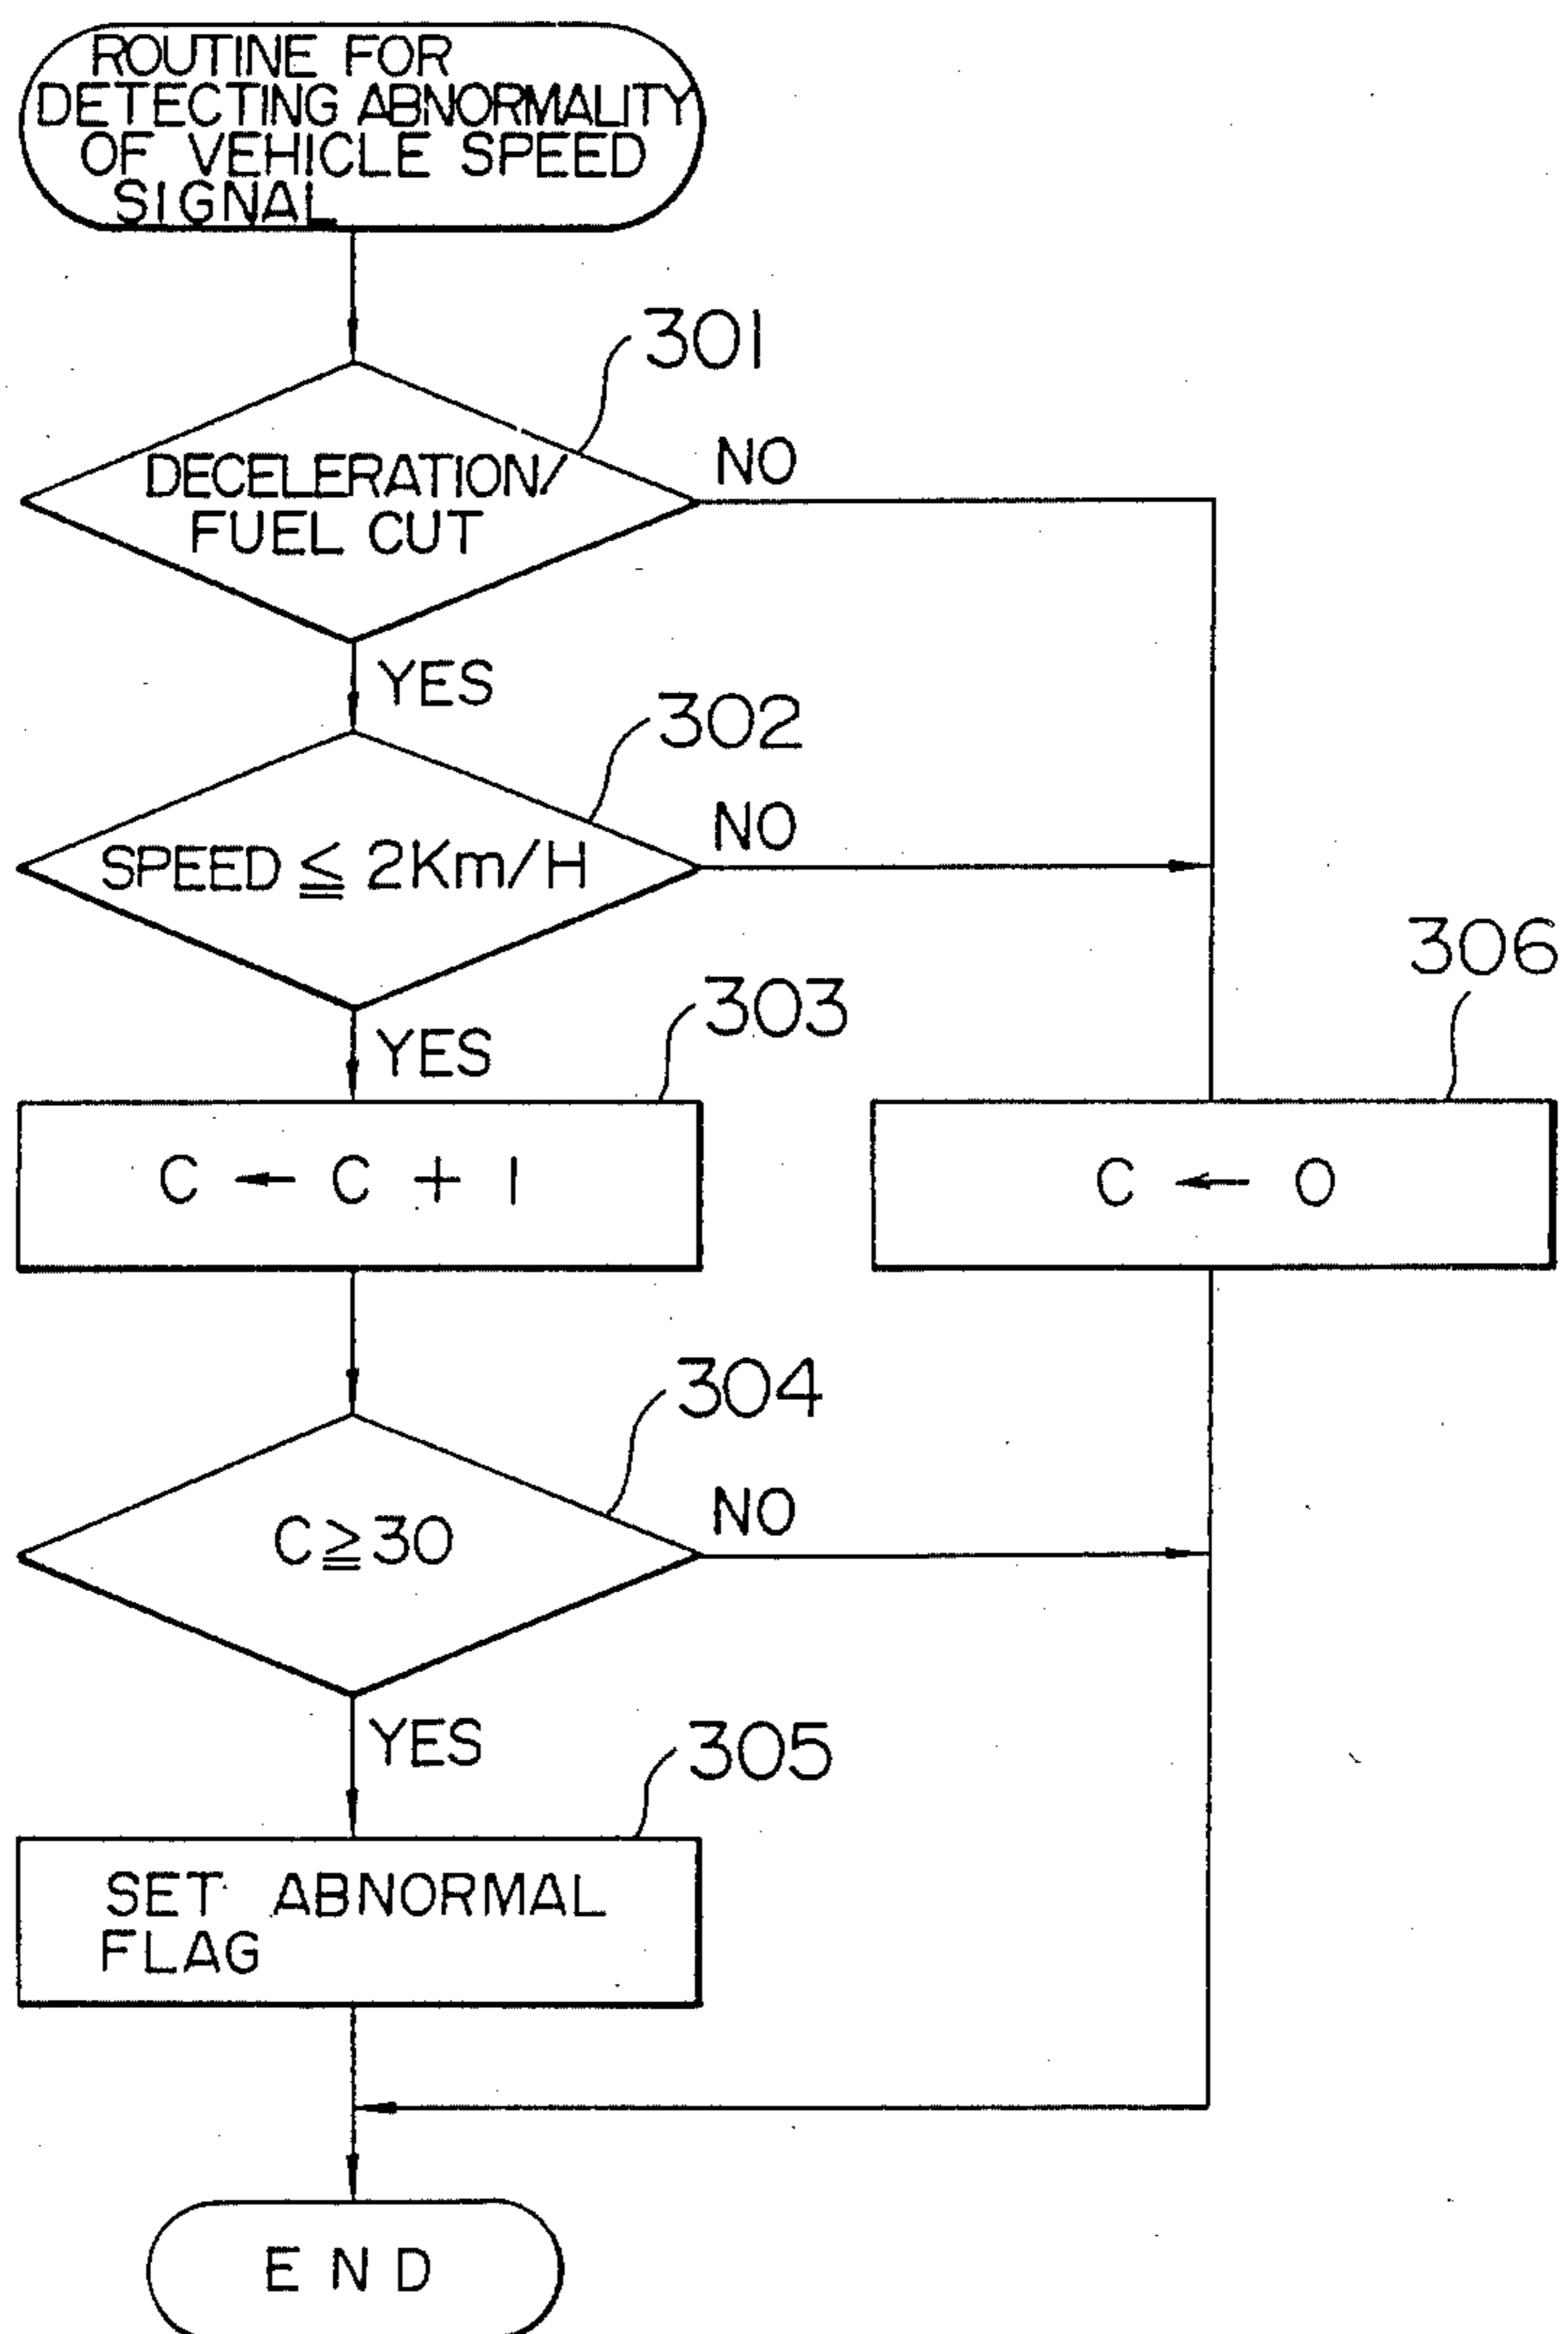 ROUTINE FOR
DETECTING ABNORMALITY
OF VEHICLE SPEED
SIGNAL
301
DECELERATION/
FUEL CUT
NO
YES
302
SPEED ≦ 2Km/H
NO
YES
303
C ← C + 1
306
C ← 0
304
C ≧ 30
NO
YES
305
SET ABNORMAL
FLAG
END